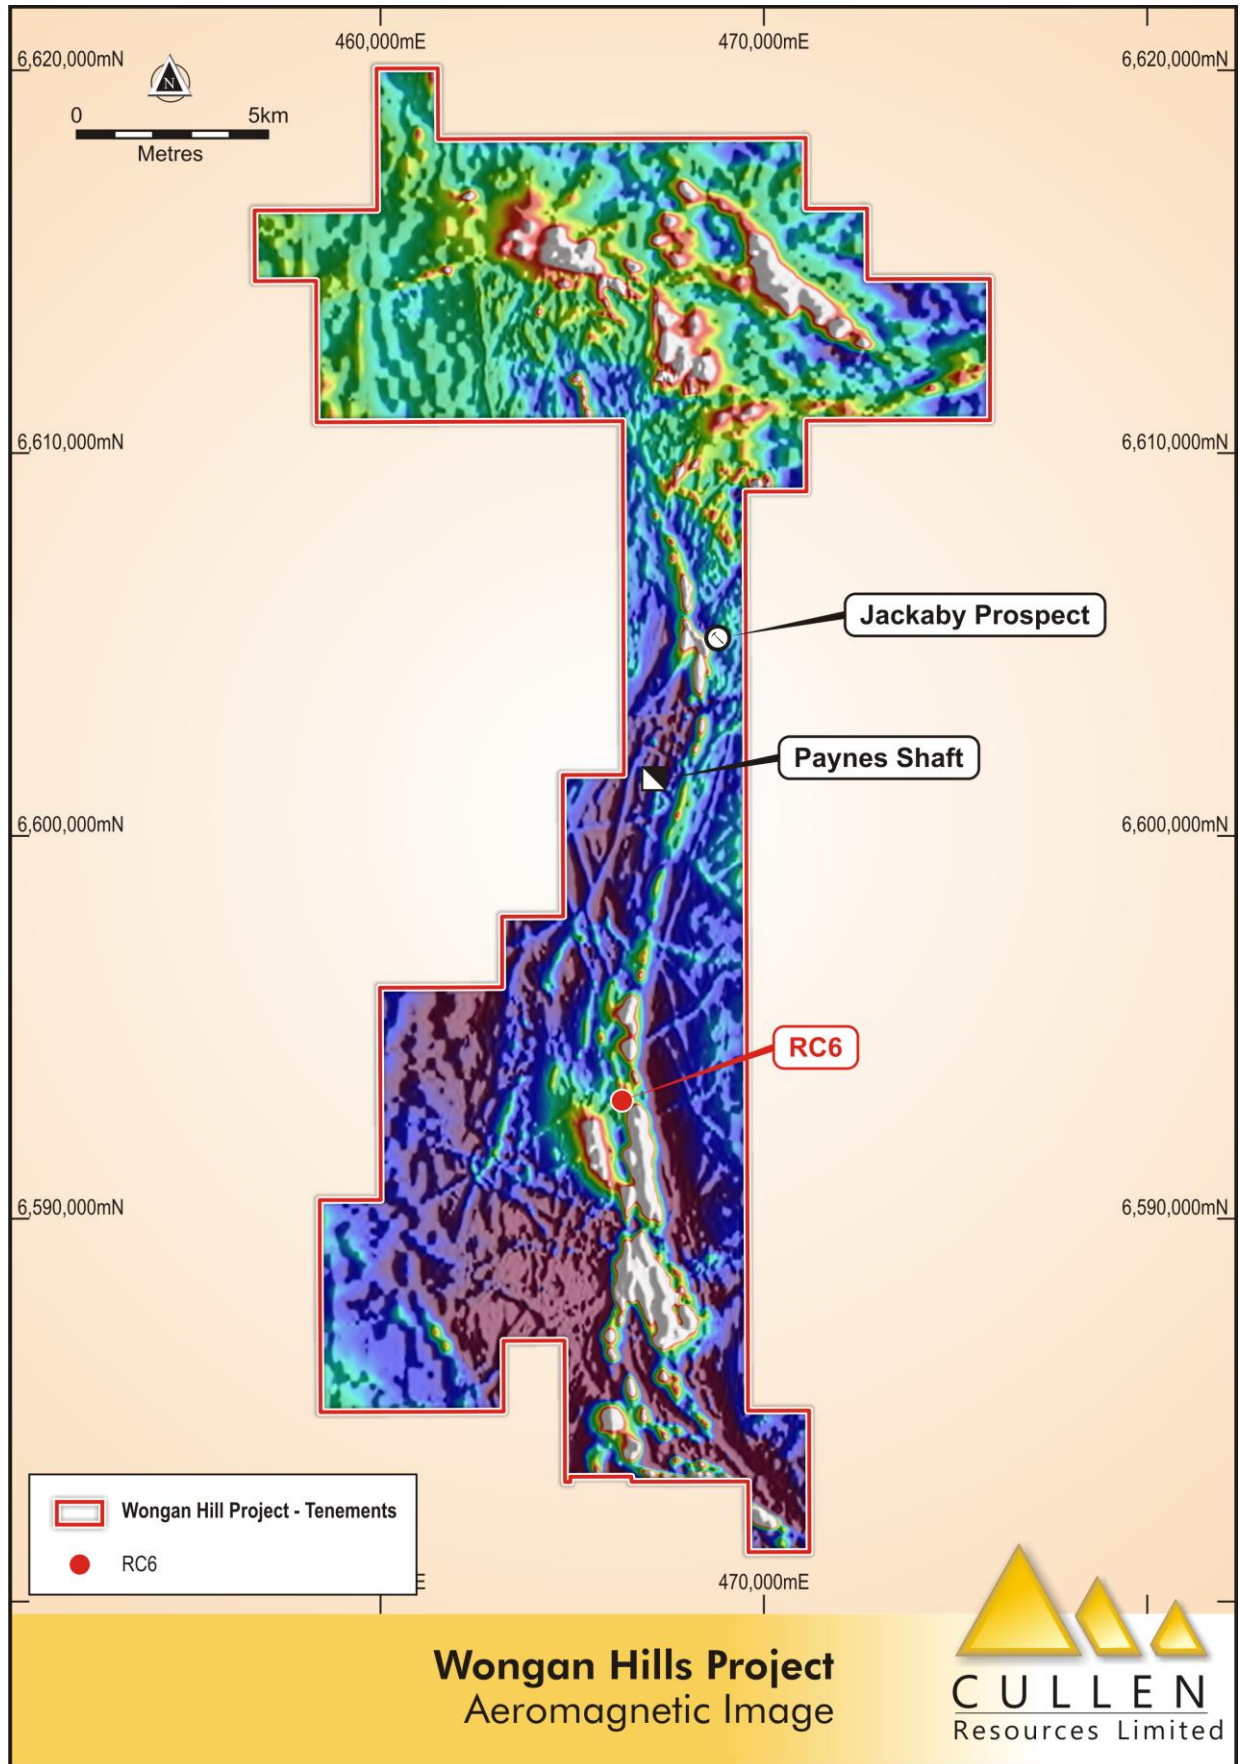 460,000mE
470,000mE
6,620,000mN
6,620,000mN
N
0
5km
Metres
6,610,000mN
6,610,000mN
Jackaby Prospect
Paynes Shaft
6,600,000mN
6,600,000mN
RC6
6,590,000mN
6,590,000mN
Wongan Hill Project - Tenements
RC6
E
470,000mE
Wongan Hills Project
Aeromagnetic Image
CULLEN
Resources Limited